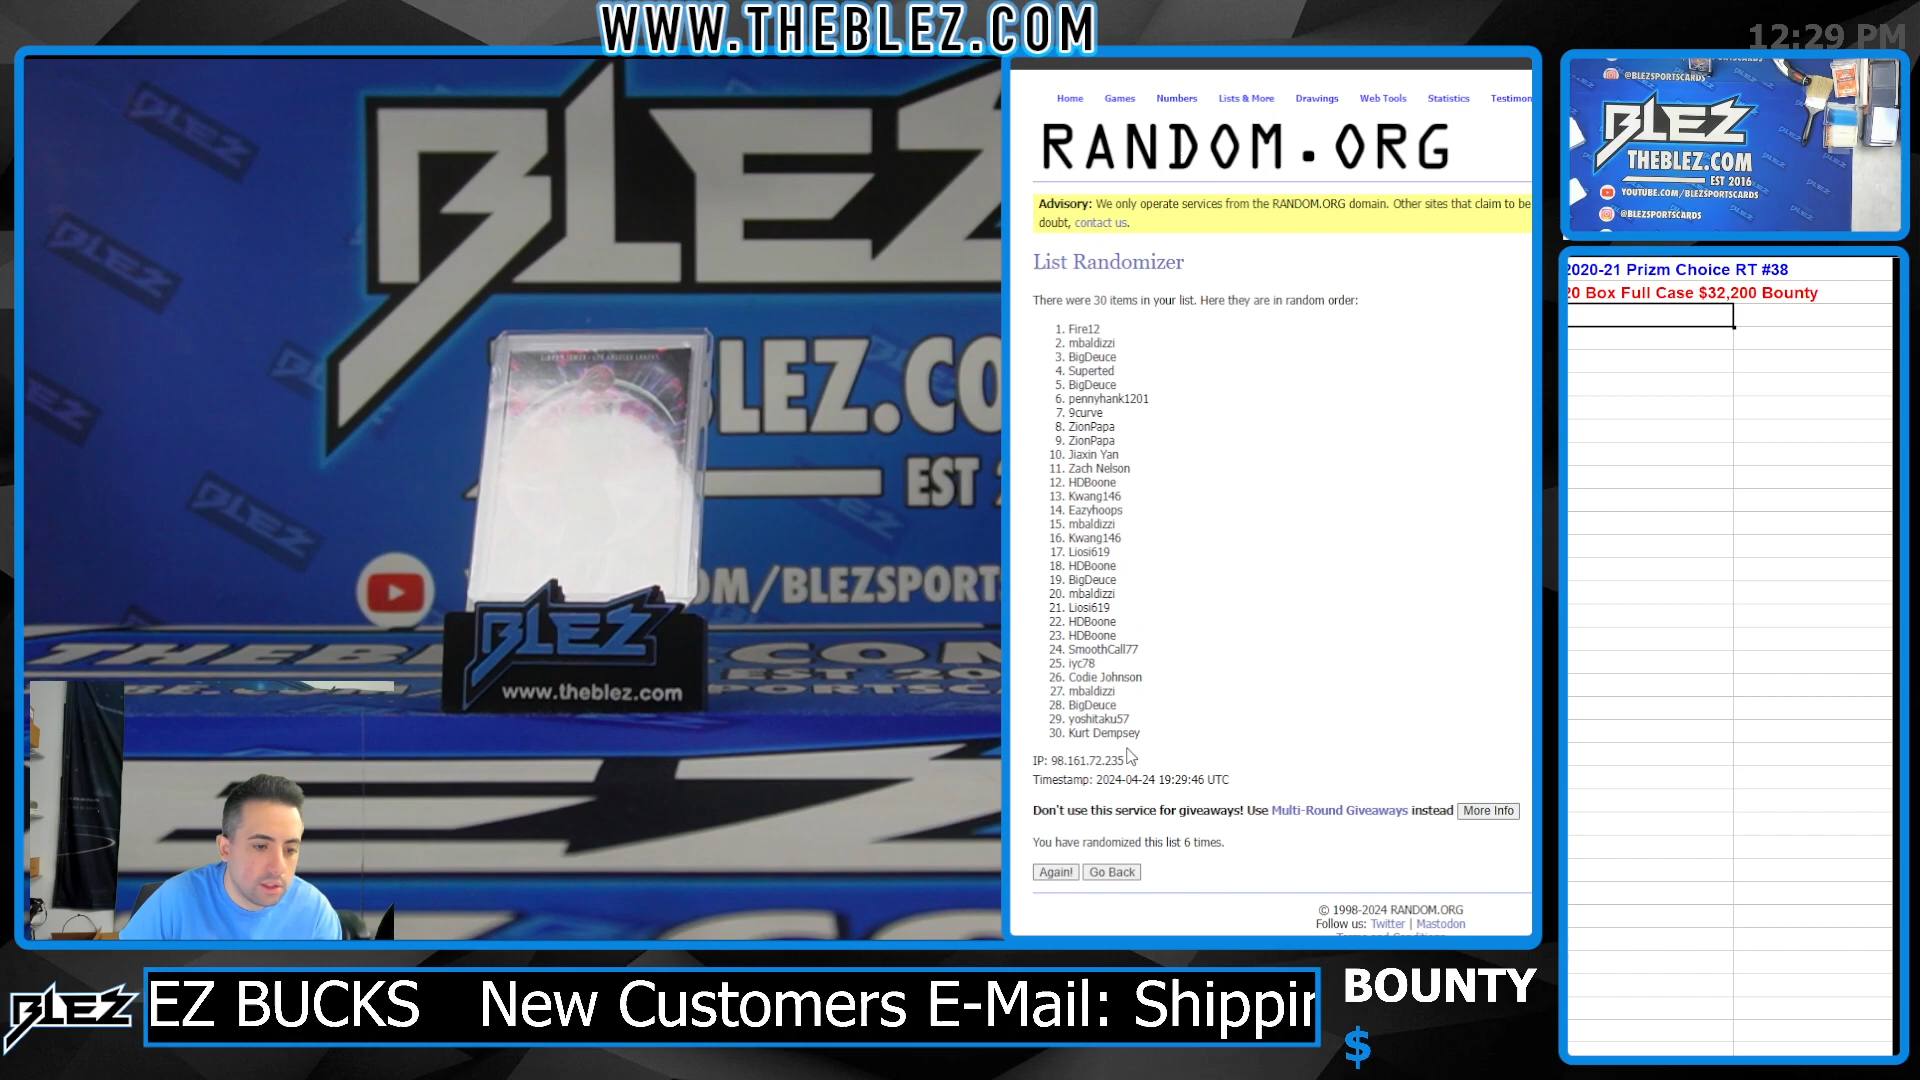 WWW.THEBLEZ.COM
12:29 PM
BLEZ
BLEZ.CO
EST 2
OM/BLEZSPORT
BLEZ
www.theblez.com
Home Games Numbers Lists & More Drawings Web Tools Statistics Testimon
RANDOM.ORG
Advisory: We only operate services from the RANDOM.ORG domain. Other sites that claim to be
doubt, contact us.
List Randomizer
There were 30 items in your list. Here they are in random order:
1. Fire12
2. mbaldizzi
3. BigDeuce
4. Superted
5. BigDeuce
6. pennyhank1201
7. 9curve
8. ZionPapa
9. ZionPapa
10. Jiaxin Yan
11. Zach Nelson
12. HDBoone
13. Kwang146
14. Eazyhoops
15. mbaldizzi
16. Kwang146
17. Liosi619
18. HDBoone
19. BigDeuce
20. mbaldizzi
21. Liosi619
22. HDBoone
23. HDBoone
24. SmoothCall77
25. iyc78
26. Codie Johnson
27. mbaldizzi
28. BigDeuce
29. yoshitaku57
30. Kurt Dempsey
IP: 98.161.72.235
Timestamp: 2024-04-24 19:29:46 UTC
Don't use this service for giveaways! Use Multi-Round Giveaways instead More Info
You have randomized this list 6 times.
Again! Go Back
© 1998-2024 RANDOM.ORG
Follow us: Twitter | Mastodon
@BLEZSPORTSCARDS
BLEZ
THEBLEZ.COM
EST 2016
YOUTUBE.COM/BLEZSPORTSCARDS
@BLEZSPORTSCARDS
2020-21 Prizm Choice RT #38
20 Box Full Case $32,200 Bounty
BLEZ
EZ BUCKS New Customers E-Mail: Shippin
BOUNTY
$